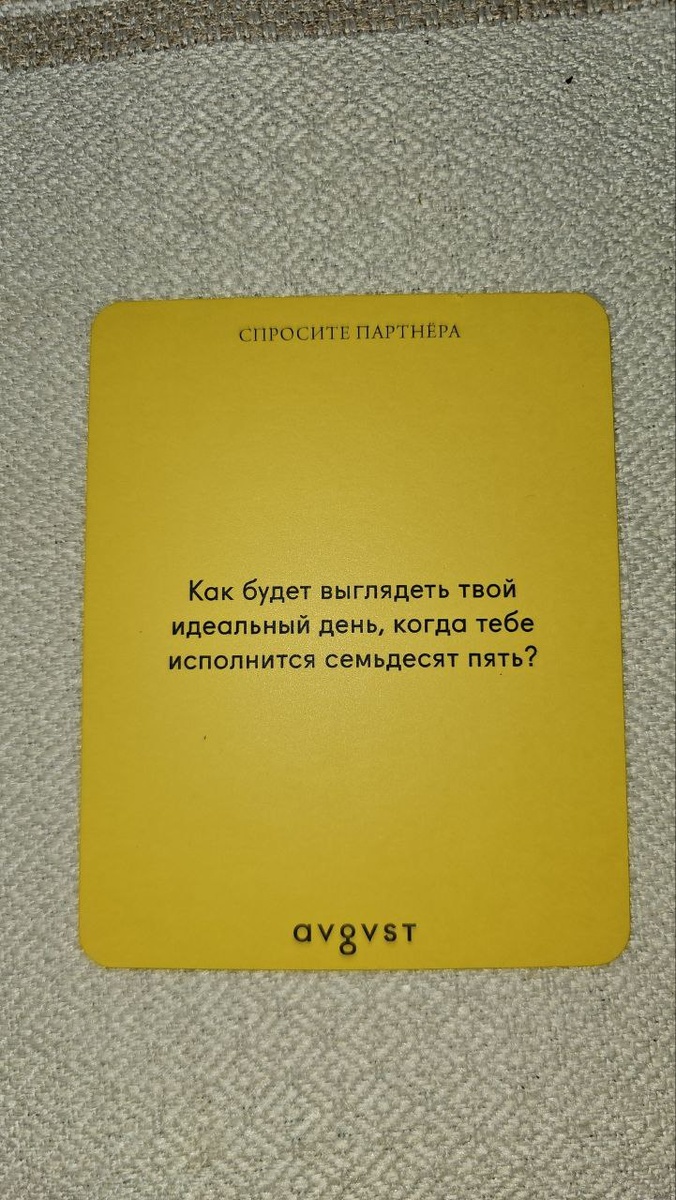 СПРОСИТЕ ПАРТНЁРА
Как будет выглядеть твой
идеальный день, когда тебе
исполнится семьдесят пять?
avgvst